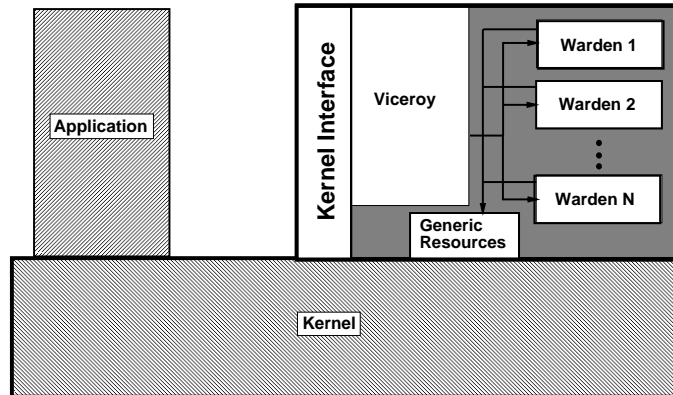 Application
Kernel Interface
Viceroy
Warden 1
Warden 2
Warden N
Generic
Resources
Kernel